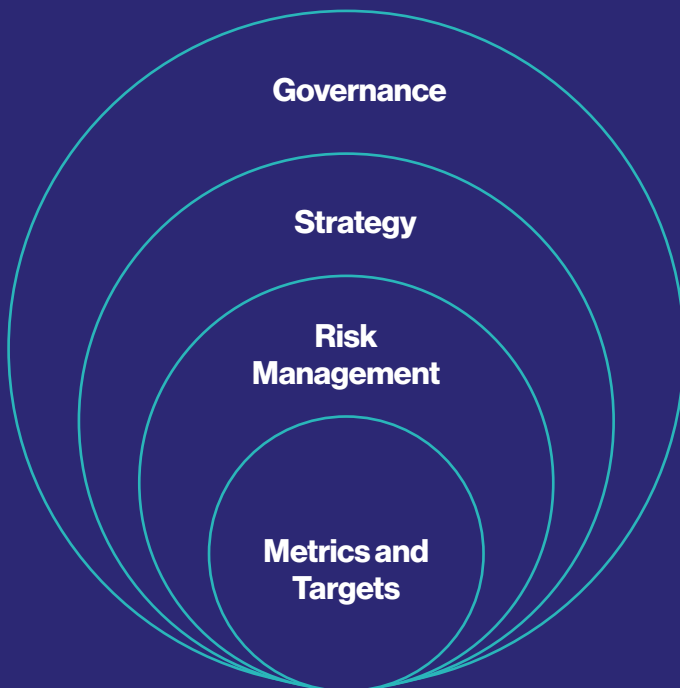 Governance
Strategy
Risk
Management
Metrics and
Targets